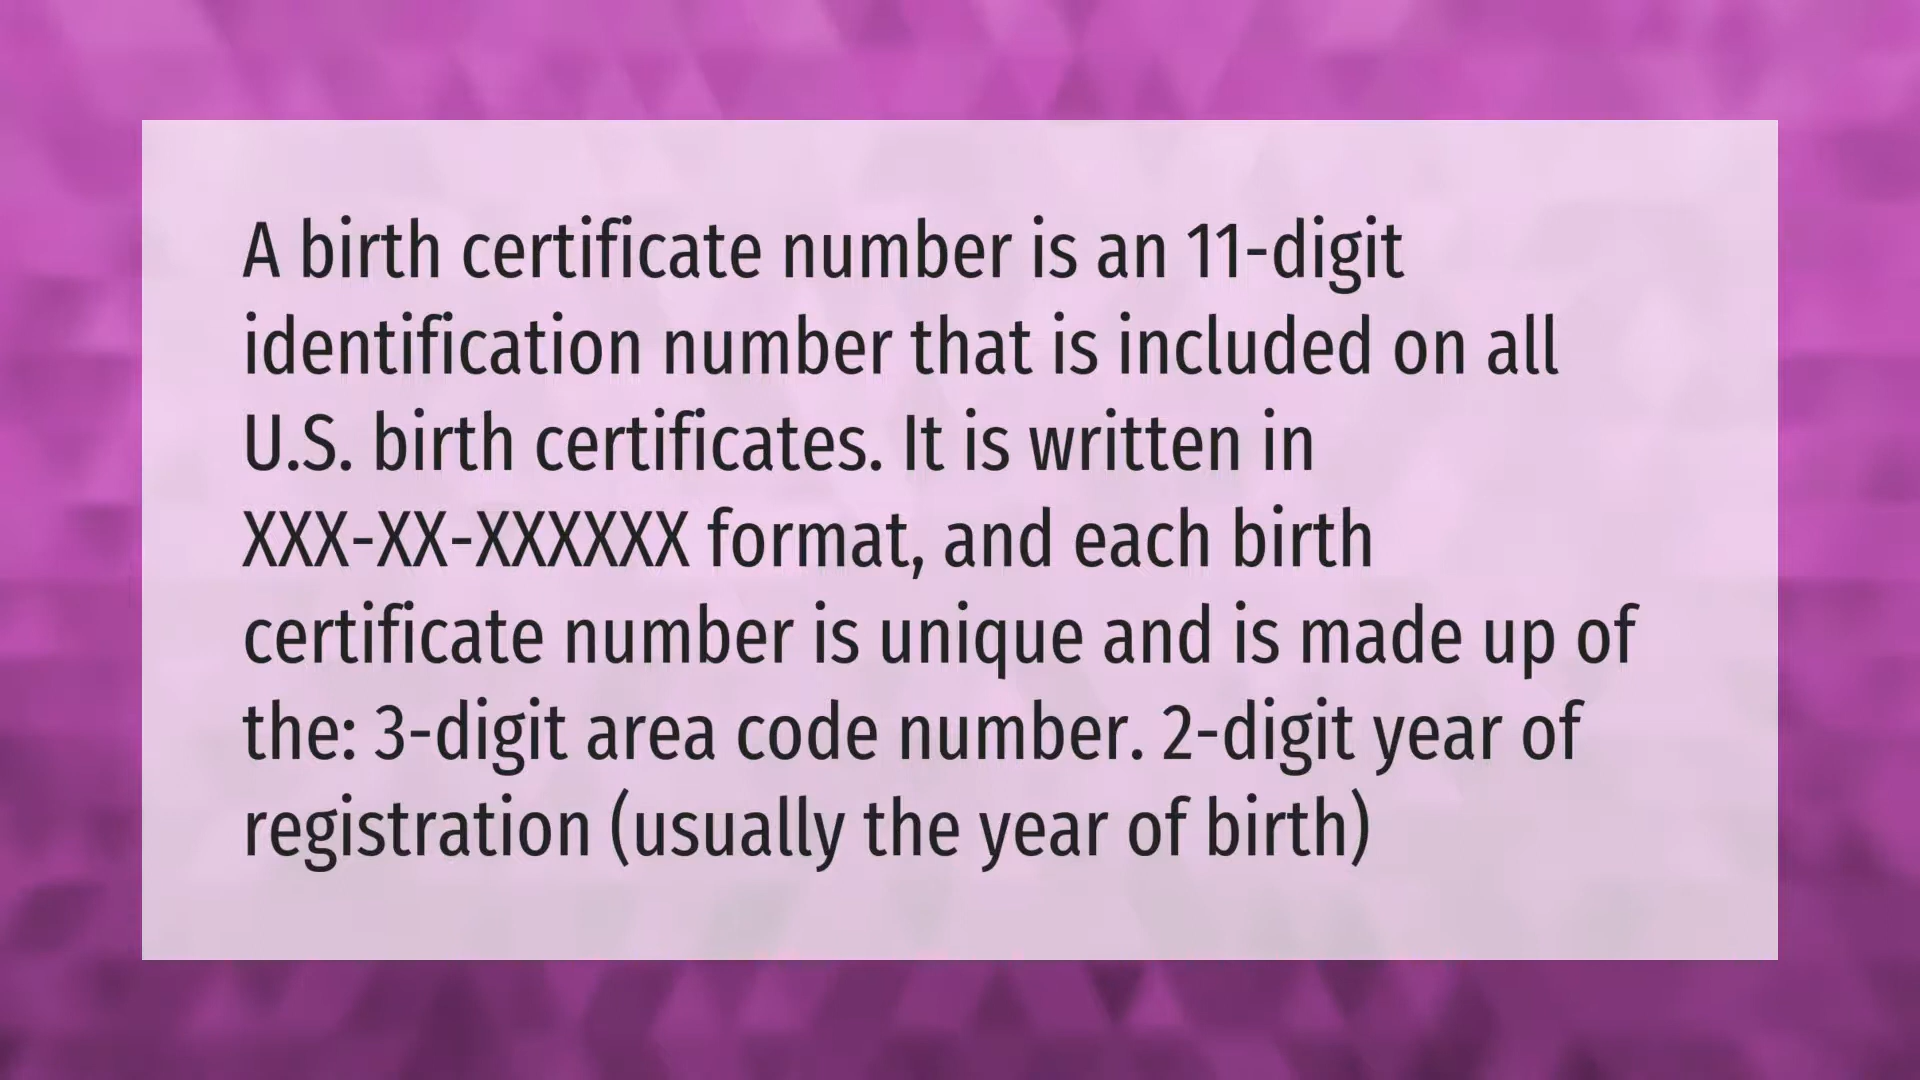 A birth certificate number is an 11-digit
identification number that is included on all
U.S. birth certificates. It is written in
XXX-XX-XXXXXX format, and each birth
certificate number is unique and is made up of
the: 3-digit area code number. 2-digit year of
registration (usually the year of birth)